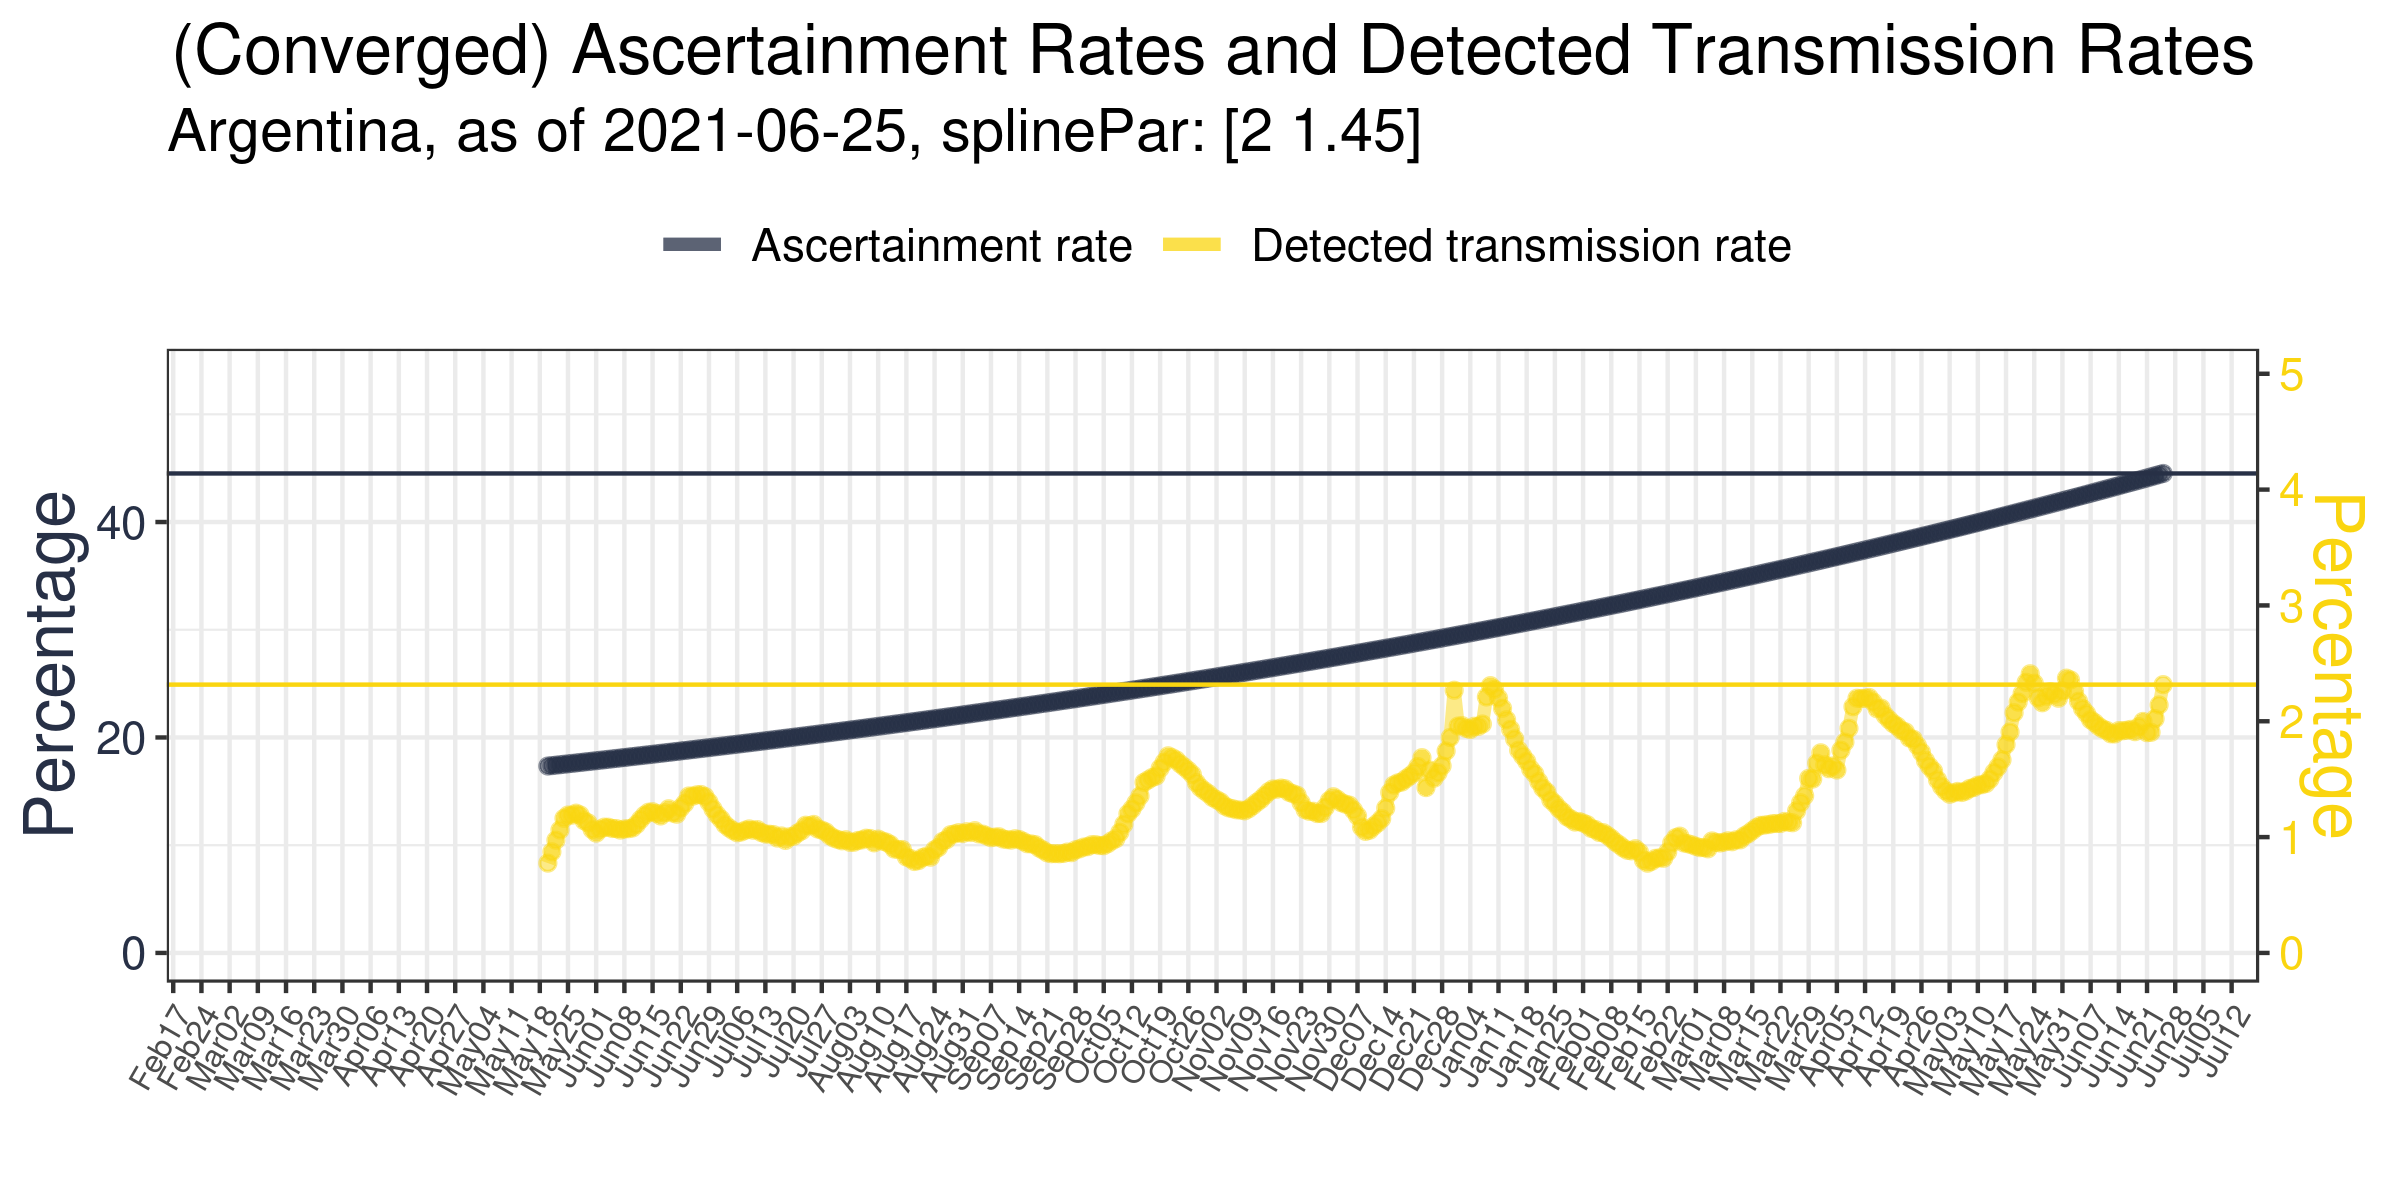 (Converged) Ascertainment Rates and Detected Transmission Rates
Argentina, as of 2021-06-25, splinePar: [2 1.45]
Ascertainment rate
Detected transmission rate
Percentage
40
20
0
5
4
3
2
1
0
Percentage
Feb17
Feb24
Mar02
Mar09
Mar16
Mar23
Mar30
Apr06
Apr13
Apr20
Apr27
May04
May11
May18
May25
Jun01
Jun08
Jun15
Jun22
Jun29
Jul06
Jul13
Jul20
Jul27
Aug03
Aug10
Aug17
Aug24
Aug31
Sep07
Sep14
Sep21
Sep28
Oct05
Oct12
Oct19
Oct26
Nov02
Nov09
Nov16
Nov23
Nov30
Dec07
Dec14
Dec21
Dec28
Jan04
Jan11
Jan18
Jan25
Feb01
Feb08
Feb15
Feb22
Mar01
Mar08
Mar15
Mar22
Mar29
Apr05
Apr12
Apr19
Apr26
May03
May10
May17
May24
May31
Jun07
Jun14
Jun21
Jun28
Jul05
Jul12